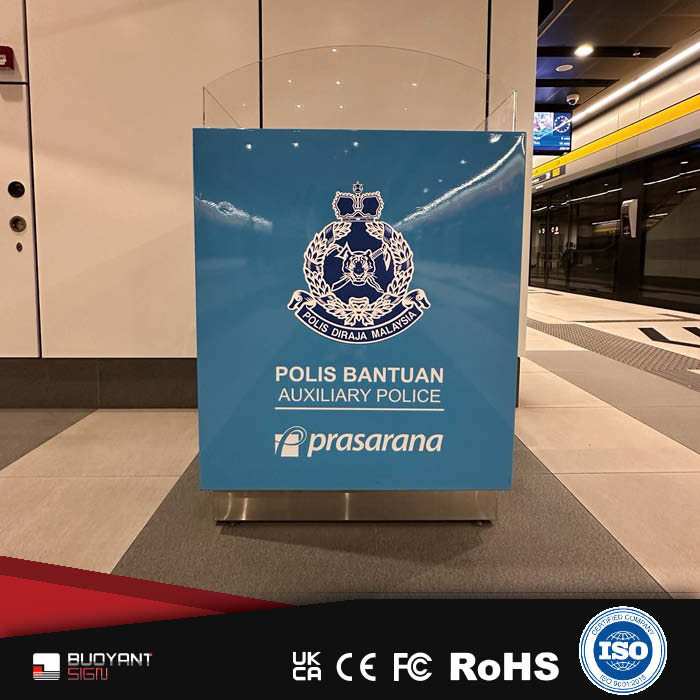 POLIS DIRAJA MALAYSIA
POLIS BANTUAN
AUXILIARY POLICE
prasarana
BUOYANT
SIGN
UK
CA
CE FC RoHS
CERTIFIED COMPANY
ISO
ISO 9001:2015